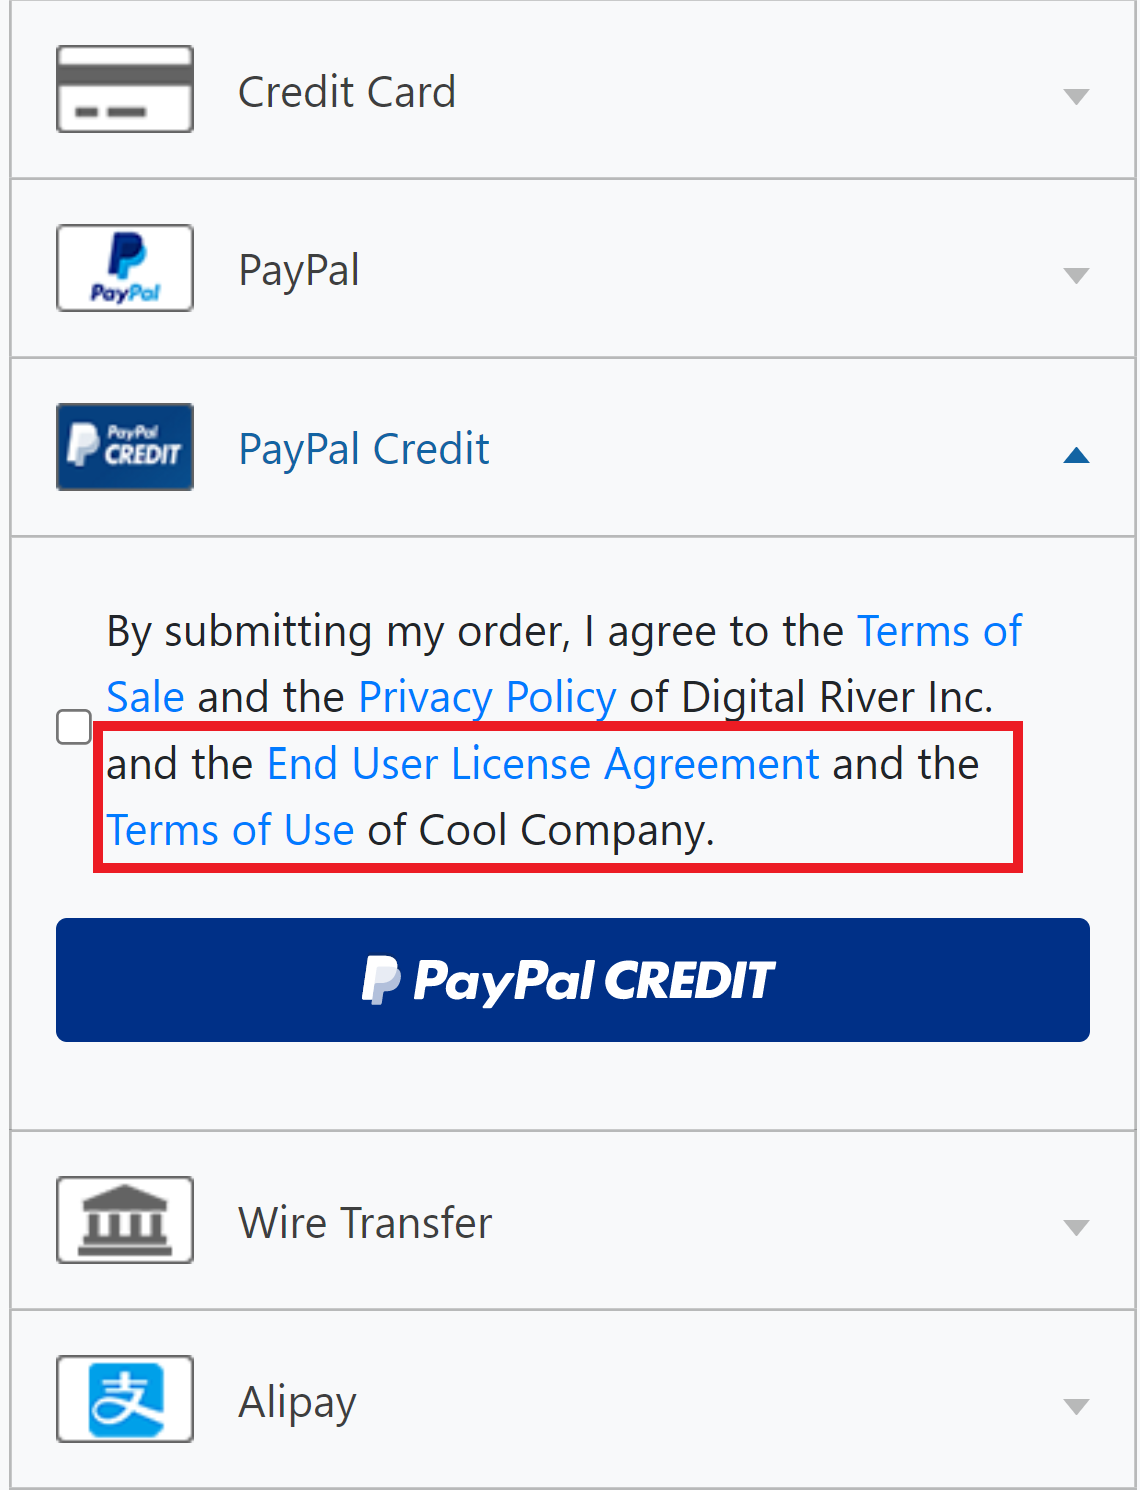 Credit Card
PayPal
PayPal
PayPal
CREDIT
PayPal Credit
By submitting my order, I agree to the Terms of
Sale and the Privacy Policy of Digital River Inc.
and the End User License Agreement and the
Terms of Use of Cool Company.
PayPal CREDIT
Wire Transfer
支
Alipay